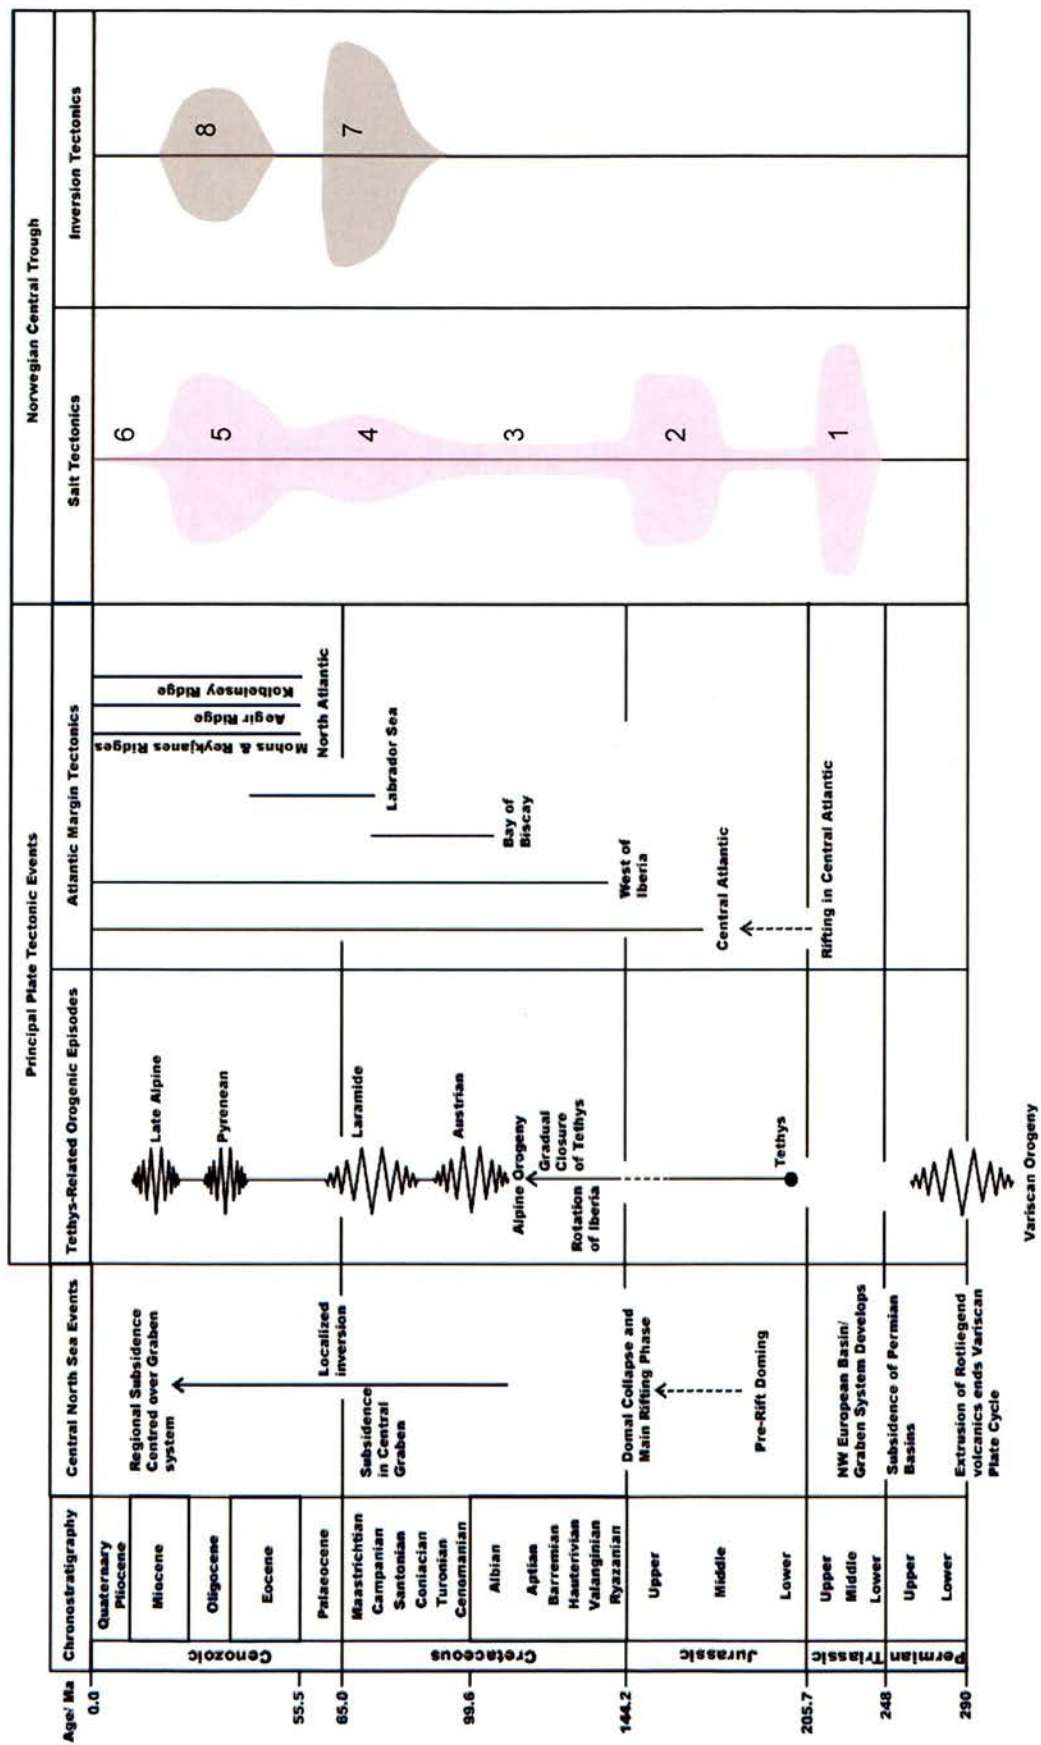 Principal Plate Tectonic Events
Norwegian Central Trough
Age/ Ma
Chronostratigraphy
Central North Sea Events
Tethys-Related Orogenic Episodes
Atlantic Margin Tectonics
Salt Tectonics
Inversion Tectonics
0.0
55.5
65.0
99.6
144.2
205.7
248
290
Cenozoic
Cretaceous
Jurassic
Triassic
Permian
Quaternary
Pliocene
Miocene
Oligocene
Eocene
Palaeocene
Maastrichtian
Campanian
Santonian
Coniacian
Turonian
Cenomanian
Albian
Aptian
Barremian
Hauterivian
Valanginian
Ryazanian
Upper
Middle
Lower
Upper
Middle
Lower
Upper
Lower
Regional Subsidence
Centred over Graben
system
Localized
inversion
Subsidence
in Central
Graben
Domal Collapse and
Main Rifting Phase
Pre-Rift Doming
NW European Basin/
Graben System Develops
Subsidence of Permian
Basins
Extrusion of Rotliegend
volcanics ends Variscan
Plate Cycle
Late Alpine
Pyrenean
Laramide
Austrian
Alpine Orogeny
Gradual
Closure
of Tethys
Rotation
of Iberia
Tethys
Variscan Orogeny
Mohns & Reykjanes Ridges
Aegir Ridge
Kolbeinsey Ridge
North Atlantic
Labrador Sea
Bay of
Biscay
West of
Iberia
Central Atlantic
Rifting in Central Atlantic
6
5
4
3
2
1
8
7